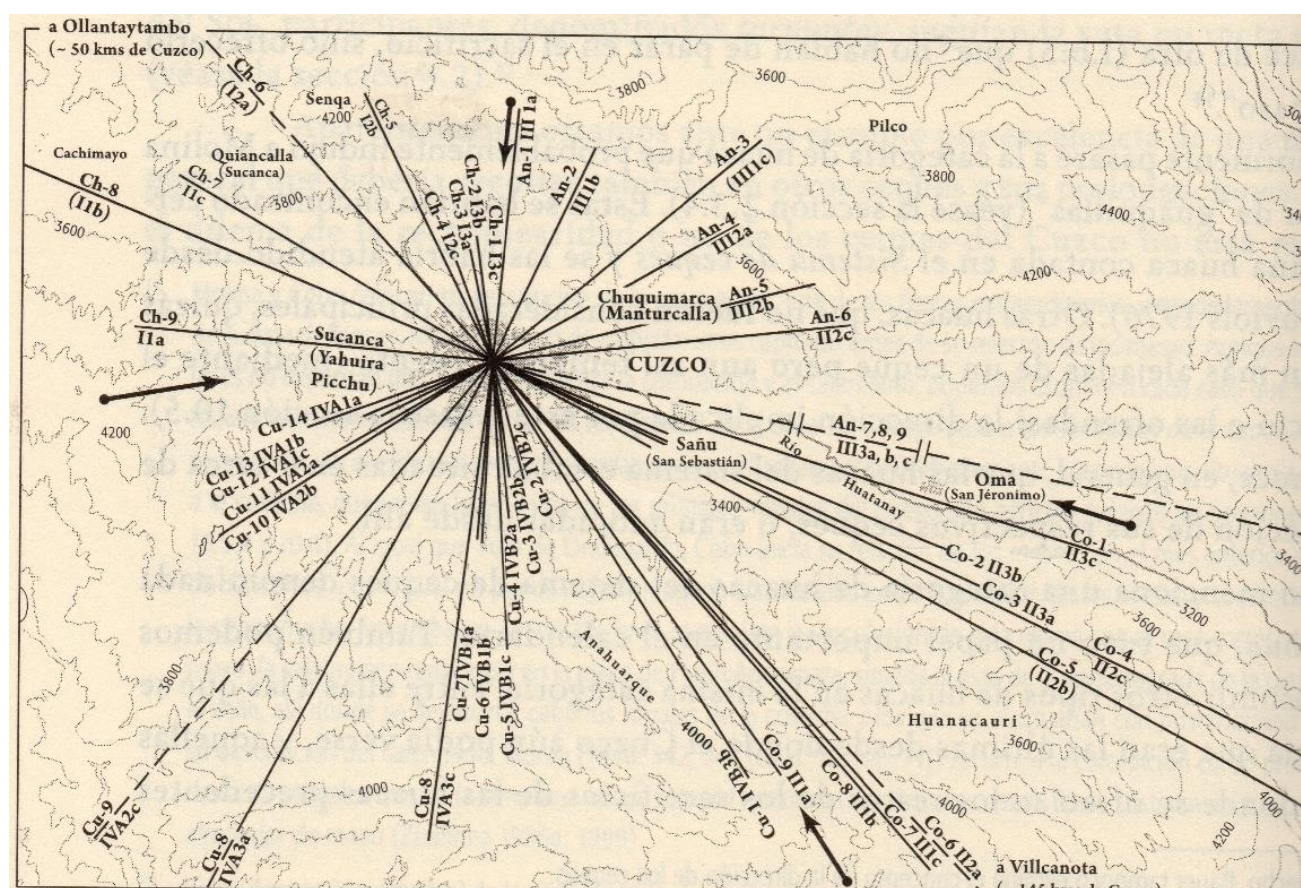 a Ollantaytambo
(~ 50 kms de Cuzco)
Ch-6
(I2a)
Senqa
4200
Ch-5
I2b
3800
3600
Pilco
3800
4400
4200
Cachimayo
Quiancalla
(Sucanca)
Ch-7
I1c
3800
Ch-8
(I1b)
3600
Ch-4 I2c
Ch-3 I3a
Ch-2 I3b
Ch-1 I3c
An-1 III 1a
An-2
III1b
An-3
(III1c)
An-4
III2a
3600
Chuquimarca
(Manturcalla)
An-5
III2b
An-6
II2c
Ch-9
I1a
Sucanca
(Yahuira
Picchu)
CUZCO
4200
Cu-14 IVA1a
Cu-13 IVA1b
Cu-12 IVA1c
Cu-11 IVA2a
Cu-10 IVA2b
Sañu
(San Sebastián)
Río
Huatanay
An-7,8, 9
III3a, b, c
Oma
(San Jéronimo)
3400
Co-1
II3c
3400
3200
Co-2 II3b
Co-3 II3a
3600
Co-4
II2c
Co-5
(II2b)
Cu-2 IVB2c
Cu-3 IVB2b
Cu-4 IVB2a
Cu-5 IVB1c
Cu-6 IVB1b
Cu-7IVB1a
Anahuarque
Huanacauri
3600
4000
4200
3800
4000
4000
4000
Cu-8
IVA3c
Cu-9
IVA2c
Cu-8
IVA3a
Cu-1 IVB3b
Co-9 III1a
Co-8 III1b
Co-7 III1c
Co-6 II2a
a Villcanota